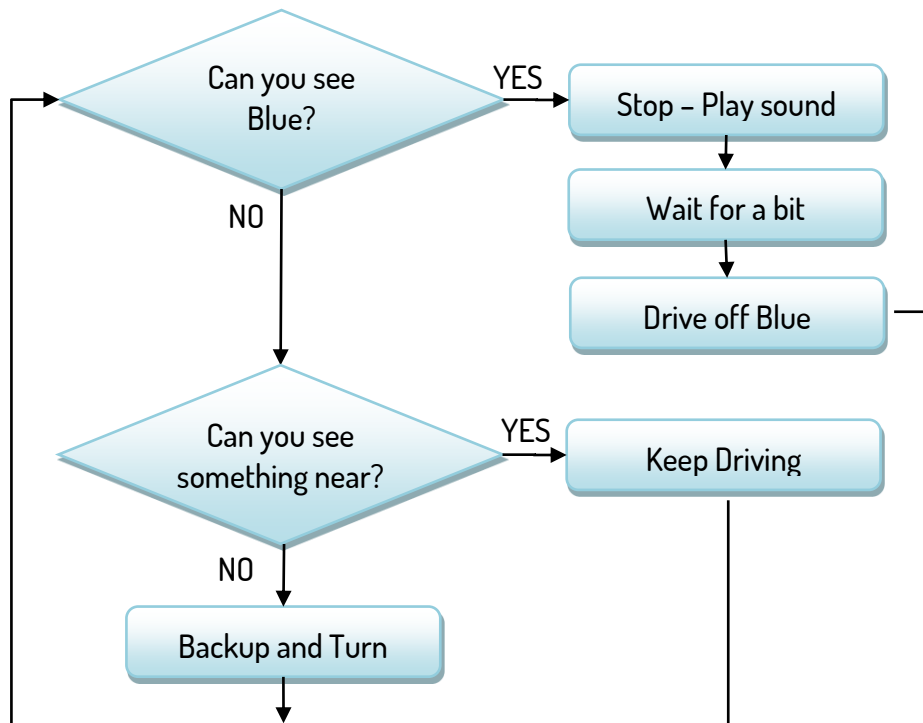 Can you see
Blue?
YES
Stop – Play sound
Wait for a bit
Drive off Blue
NO
Can you see
something near?
YES
Keep Driving
NO
Backup and Turn